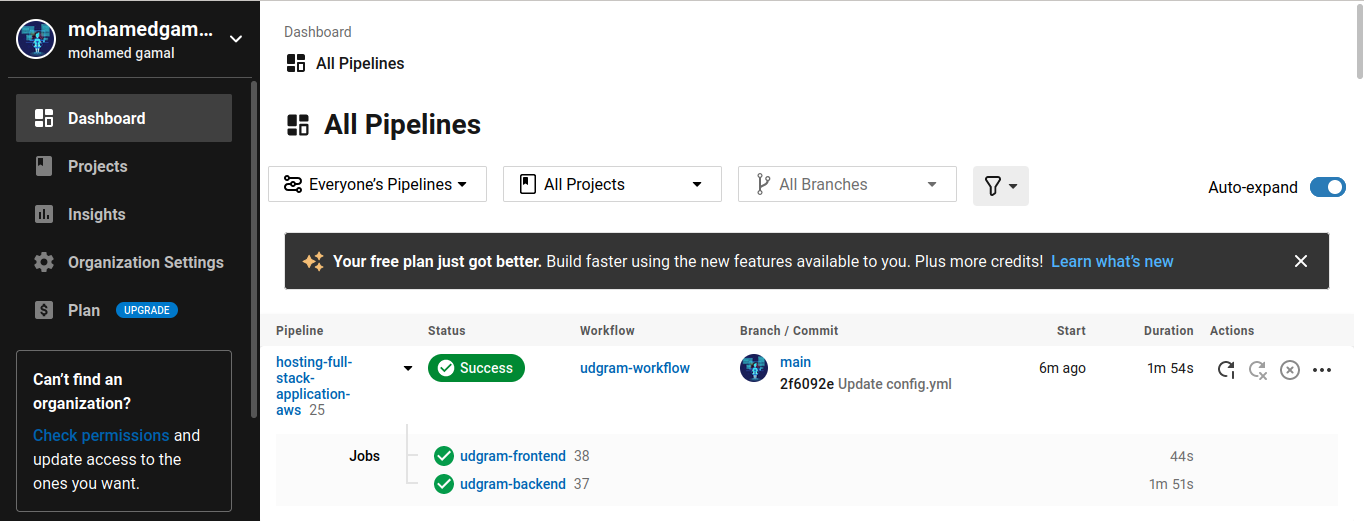 mohamedgam...
mohamed gamal
Dashboard
Projects
Insights
Organization Settings
Plan UPGRADE
Can't find an
organization?
Check permissions and
update access to the
ones you want.
Dashboard
All Pipelines
All Pipelines
Everyone's Pipelines
All Projects
All Branches
Auto-expand
Your free plan just got better. Build faster using the new features available to you. Plus more credits! Learn what's new
Pipeline Status Workflow Branch / Commit Start Duration Actions
hosting-full-
stack-
application-
aws 25
Success
udgram-workflow
main
2f6092e Update config.yml
6m ago
1m 54s
Jobs
udgram-frontend 38 44s
udgram-backend 37 1m 51s